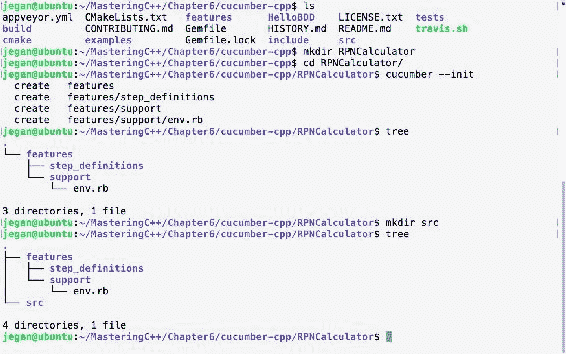 jegan@ubuntu:~/MasteringC++/Chapter6/cucumber-cpp$ ls
appveyor.yml CMakeLists.txt features HelloBDD LICENSE.txt tests
build CONTRIBUTING.md Gemfile HISTORY.md README.md travis.sh
cmake examples Gemfile.lock include src
jegan@ubuntu:~/MasteringC++/Chapter6/cucumber-cpp$ mkdir RPNCalculator
jegan@ubuntu:~/MasteringC++/Chapter6/cucumber-cpp$ cd RPNCalculator/
jegan@ubuntu:~/MasteringC++/Chapter6/cucumber-cpp/RPNCalculator$ cucumber --init
create features
create features/step_definitions
create features/support
create features/support/env.rb
jegan@ubuntu:~/MasteringC++/Chapter6/cucumber-cpp/RPNCalculator$ tree
.
└── features
    ├── step_definitions
    └── support
        └── env.rb
3 directories, 1 file
jegan@ubuntu:~/MasteringC++/Chapter6/cucumber-cpp/RPNCalculator$ mkdir src
jegan@ubuntu:~/MasteringC++/Chapter6/cucumber-cpp/RPNCalculator$ tree
.
├── features
│   ├── step_definitions
│   └── support
│       └── env.rb
└── src
4 directories, 1 file
jegan@ubuntu:~/MasteringC++/Chapter6/cucumber-cpp/RPNCalculator$